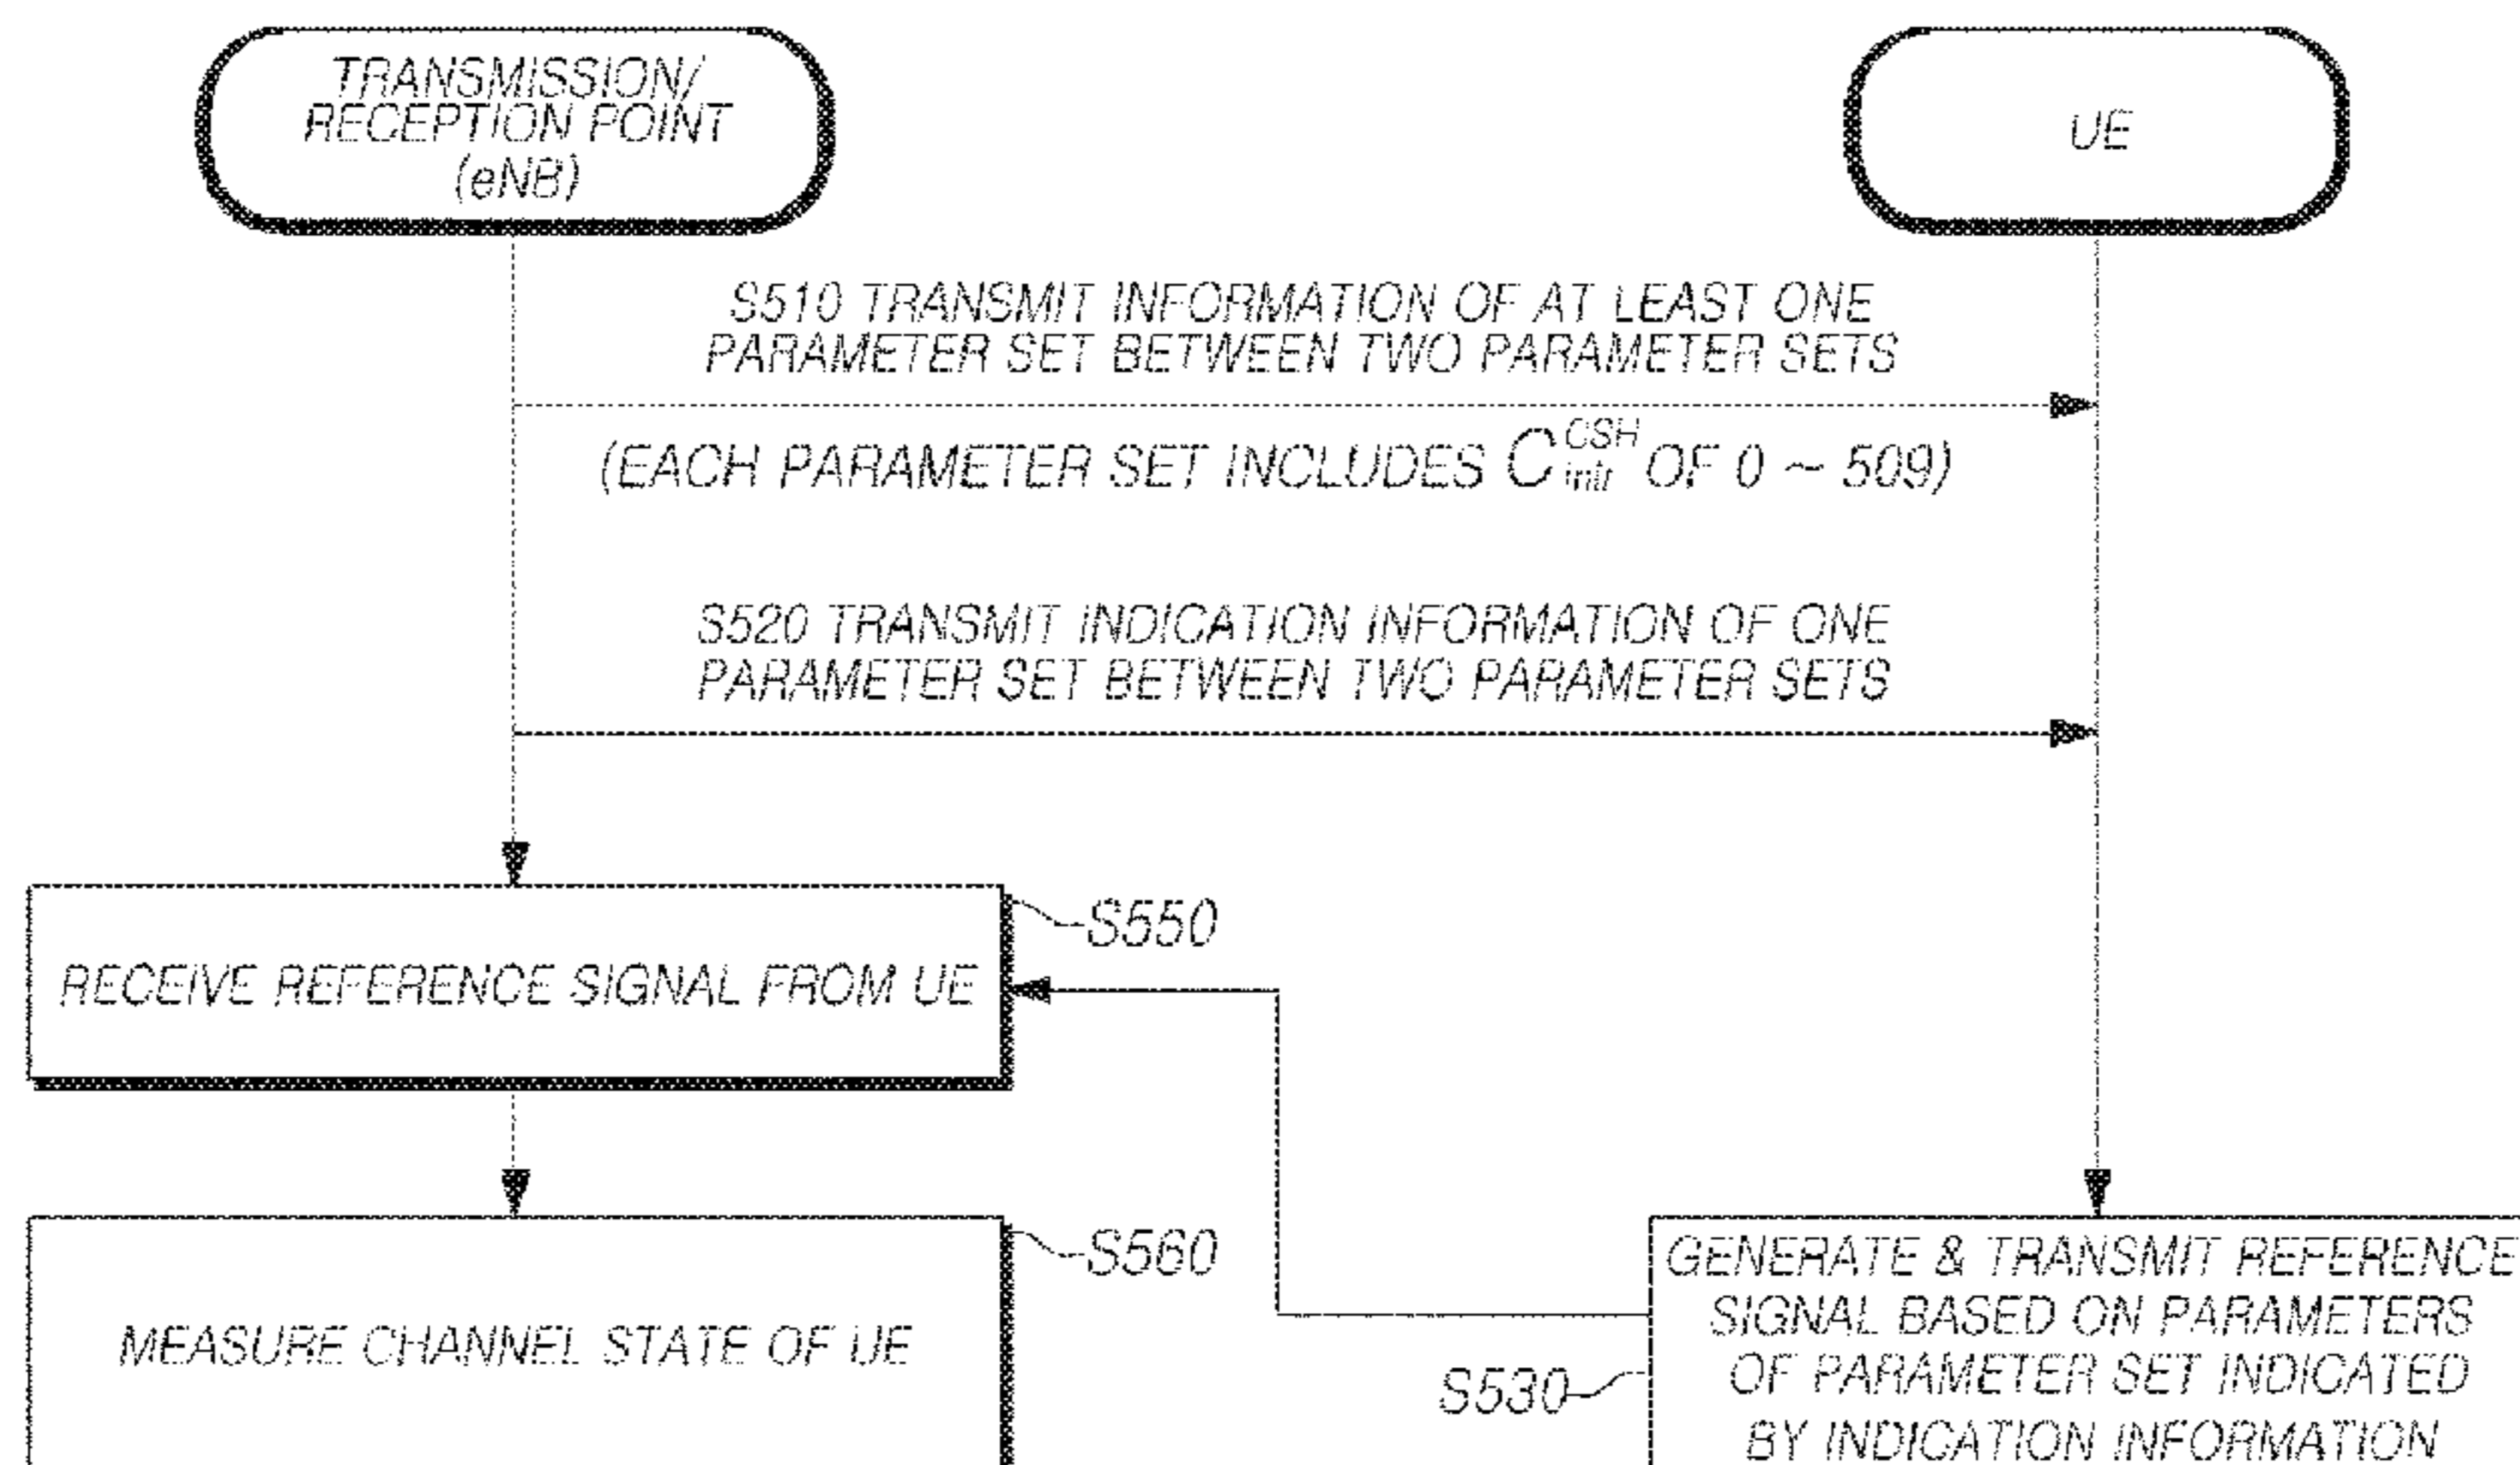 TRANSMISSION/
RECEPTION POINT
(eNB)
UE
S510 TRANSMIT INFORMATION OF AT LEAST ONE
PARAMETER SET BETWEEN TWO PARAMETER SETS
(EACH PARAMETER SET INCLUDES C CSH init OF 0 ~ 509)
S520 TRANSMIT INDICATION INFORMATION OF ONE
PARAMETER SET BETWEEN TWO PARAMETER SETS
S550
RECEIVE REFERENCE SIGNAL FROM UE
S560
MEASURE CHANNEL STATE OF UE
S530
GENERATE & TRANSMIT REFERENCE
SIGNAL BASED ON PARAMETERS
OF PARAMETER SET INDICATED
BY INDICATION INFORMATION